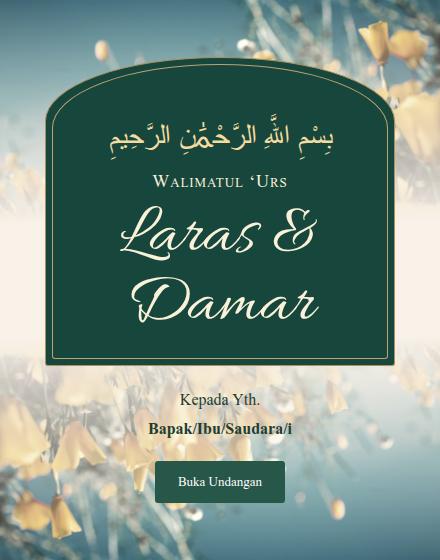 بِسْمِ اللَّهِ الرَّحْمَٰنِ الرَّحِيمِ
Walimatul ‘Urs
Laras &
Damar
Kepada Yth.
Bapak/Ibu/Saudara/i
Buka Undangan